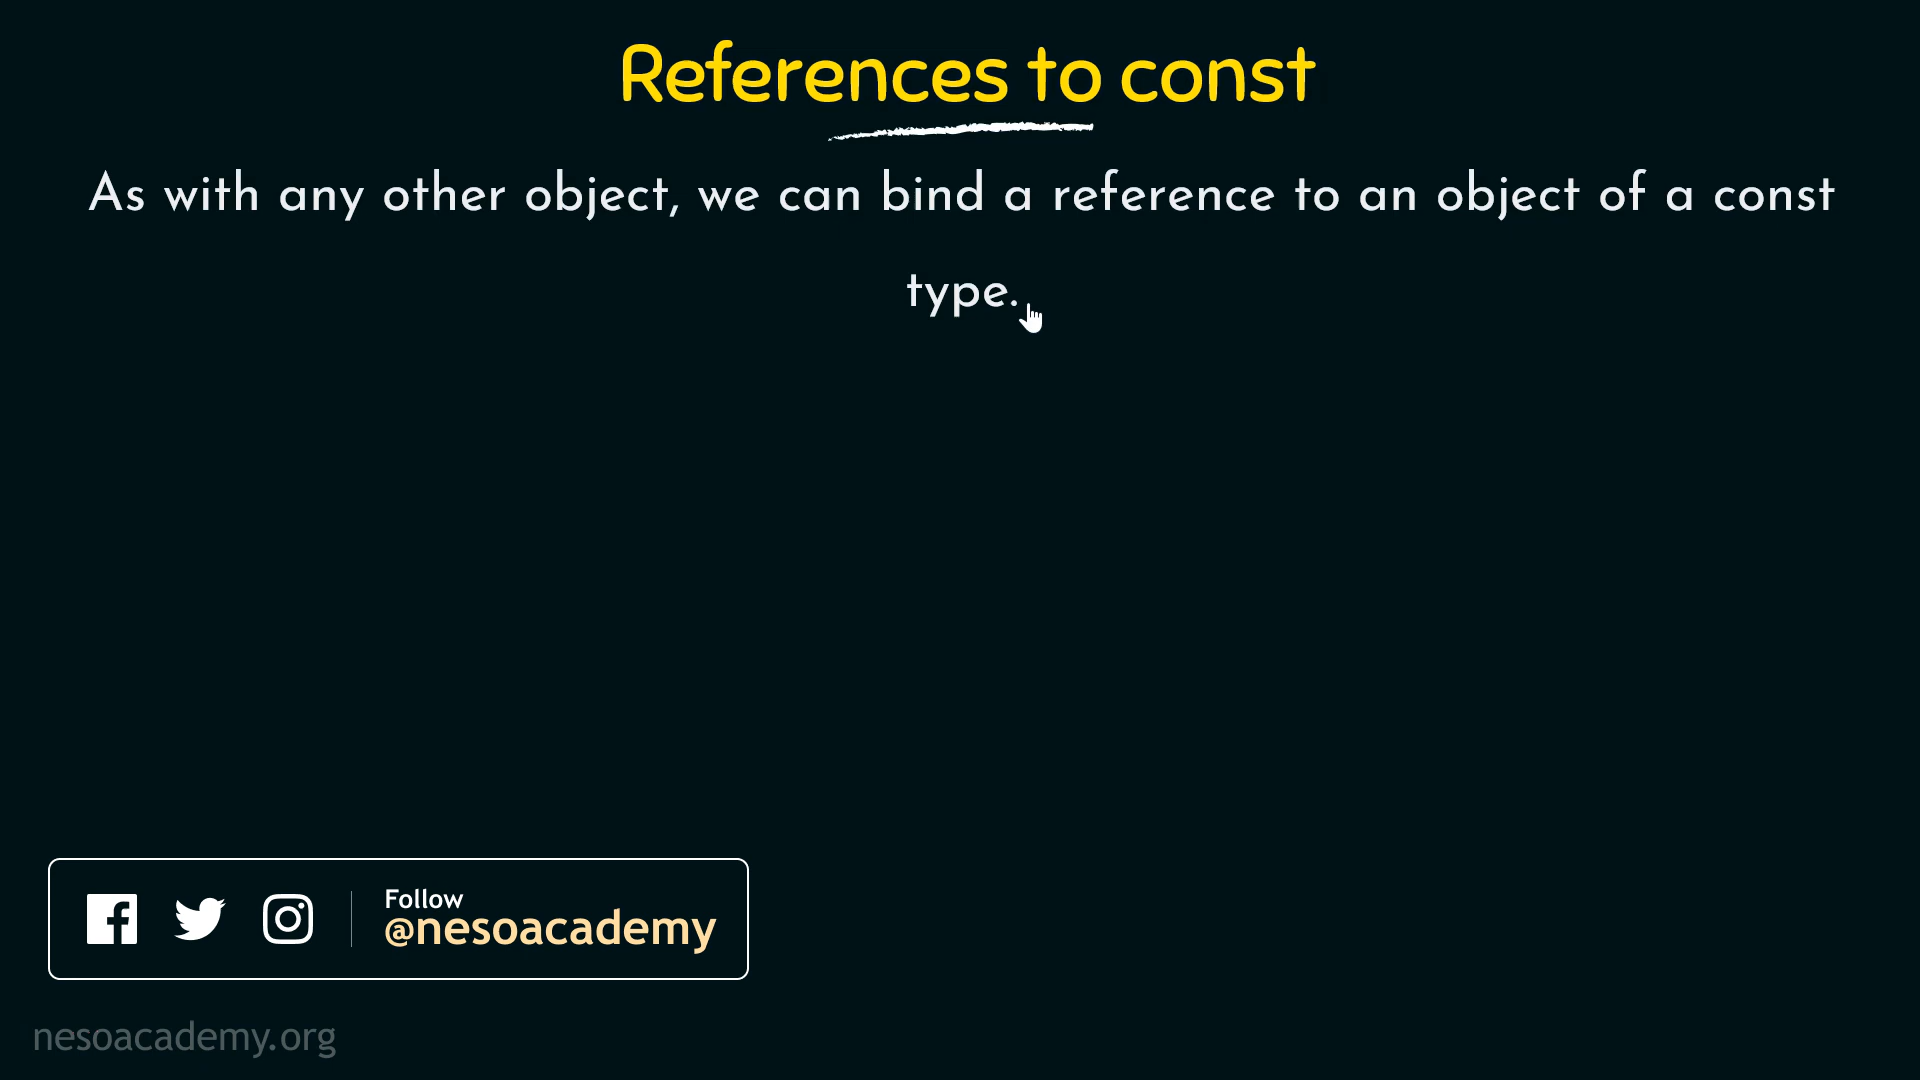 References to const
As with any other object, we can bind a reference to an object of a const
type.
Follow
@nesoacademy
nesoacademy.org